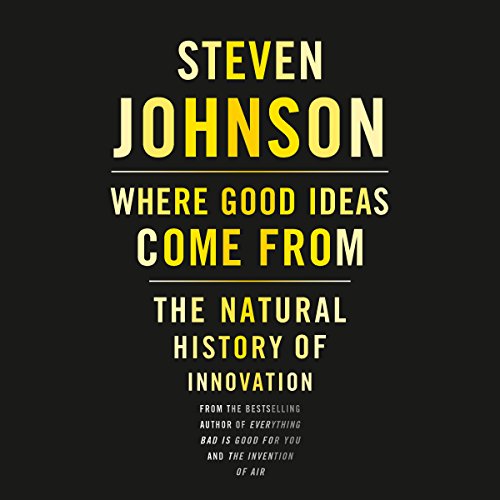 STEVEN
JOHNSON
WHERE GOOD IDEAS
COME FROM
THE NATURAL
HISTORY OF
INNOVATION
FROM THE BESTSELLING
AUTHOR OF EVERYTHING
BAD IS GOOD FOR YOU
AND THE INVENTION
OF AIR